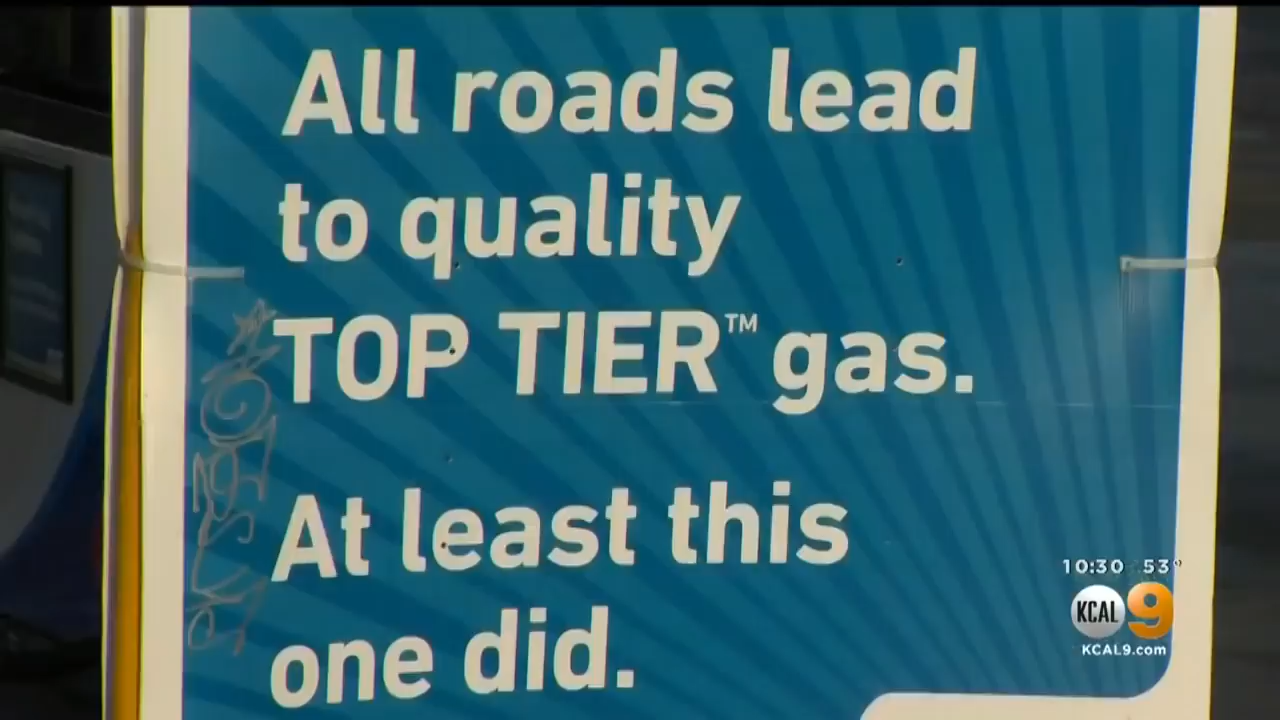 All roads lead
to quality
TOP TIER™ gas.
At least this
one did.
10:30 53°
KCAL 9
KCAL9.com